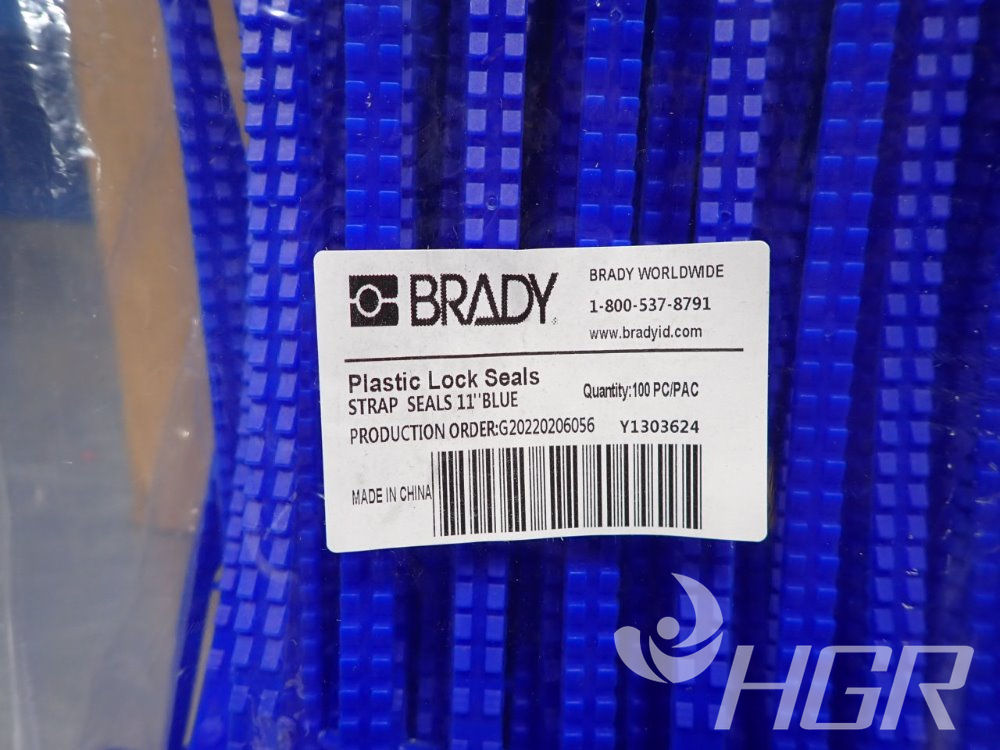 BRADY
BRADY WORLDWIDE
1-800-537-8791
www.bradyid.com
Plastic Lock Seals
STRAP SEALS 11''BLUE
Quantity:100 PC/PAC
PRODUCTION ORDER:G20220206056 Y1303624
MADE IN CHINA
HGR